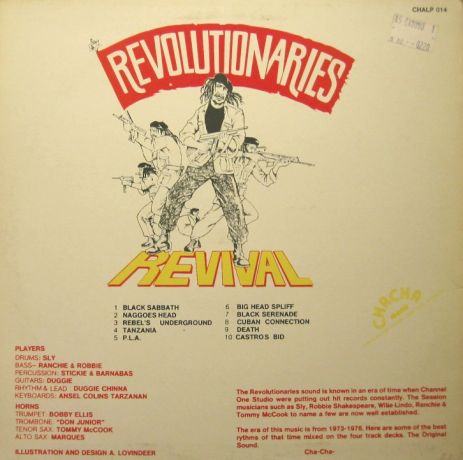 CHALP 014
REVOLUTIONARIES
REVIVAL
1 BLACK SABBATH
2 NAGGOES HEAD
3 REBEL'S UNDERGROUND
4 TANZANIA
5 P.L.A.
6 BIG HEAD SPLIFF
7 BLACK SERENADE
8 CUBAN CONNECTION
9 DEATH
10 CASTROS BID
CHACHA
PLAYERS
DRUMS: SLY
BASS- RANCHIE & ROBBIE
PERCUSSION: STICKIE & BARNABAS
GUITARS: DUGGIE
RHYTHM & LEAD DUGGIE CHINNA
KEYBOARDS: ANSEL COLINS TARZANAN
HORNS
TRUMPET BOBBY ELLIS
TROMBONE: "DON JUNIOR"
TENOR SAX: TOMMY McCOOK
ALTO SAX: MARQUES
ILLUSTRATION AND DESIGN A. LOVINDEER
The Revolutionaries sound is known in an era of time when Channel
One Studio were putting out hit records constantly. The Session
musicians such as Sly, Robbie Shakespeare, Wilie-Lindo, Ranchie &
Tommy McCook to name a few are now well established.
The era of this music is from 1973-1976. Here are some of the best
rythms of that time mixed on the four track decks. The Original
Sound.
Cha-Cha-